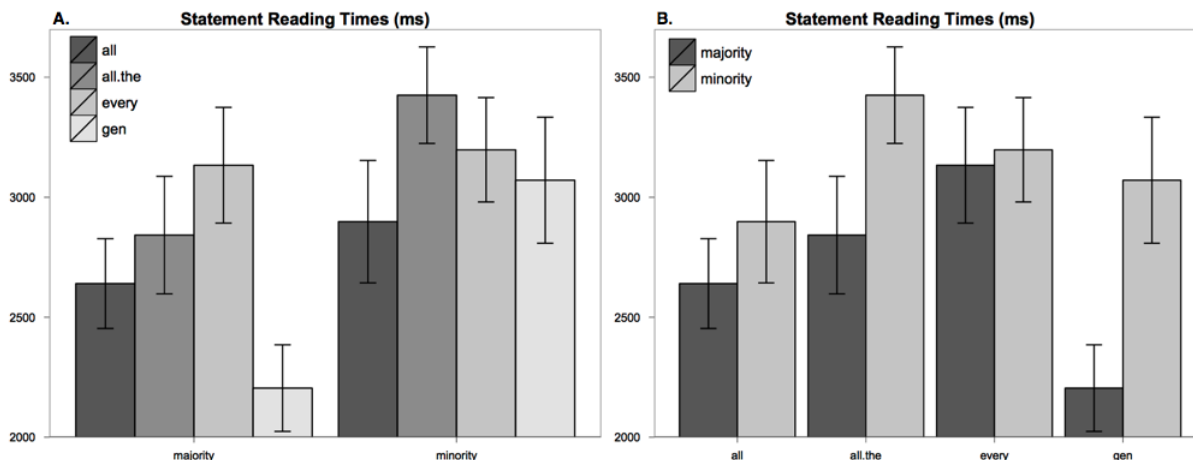 A. Statement Reading Times (ms)
all
all.the
every
gen
3500
3000
2500
2000
majority minority
B. Statement Reading Times (ms)
majority
minority
3500
3000
2500
2000
all all.the every gen